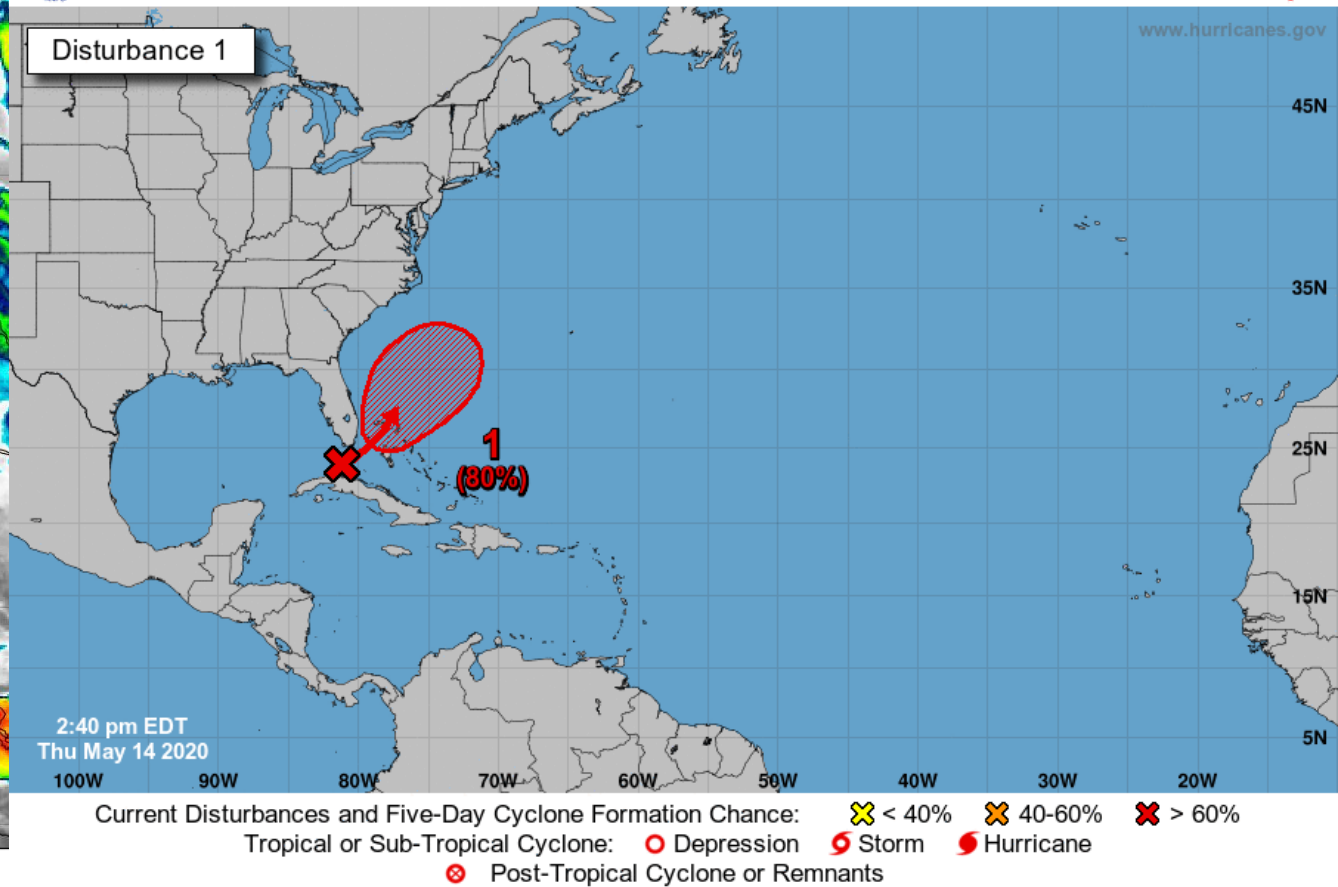 www.hurricanes.gov
Disturbance 1
45N
35N
1
25N
(80%)
15N
2:40 pm EDT
5N
Thu May 14 2020
100W 90W 80W 70W 60W 50W 40W 30W 20W
Current Disturbances and Five-Day Cyclone Formation Chance: < 40% 40-60% > 60%
Tropical or Sub-Tropical Cyclone: Depression Storm Hurricane
Post-Tropical Cyclone or Remnants